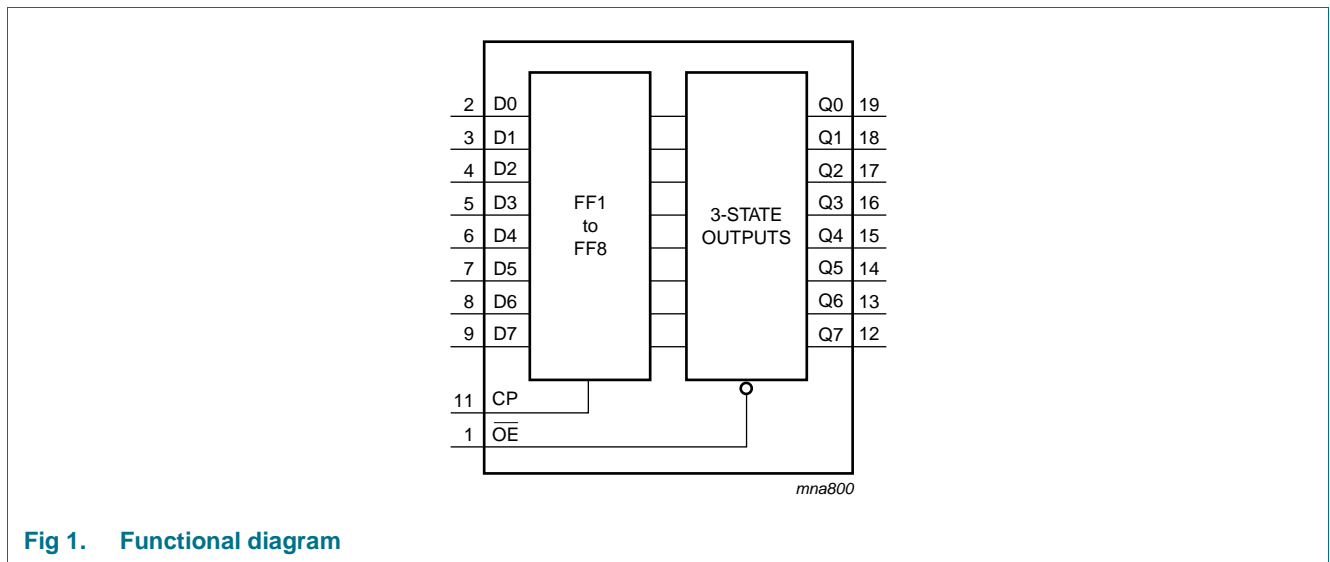 2 D0 Q0 19
3 D1 Q1 18
4 D2 Q2 17
5 D3 Q3 16
6 D4 Q4 15
7 D5 Q5 14
8 D6 Q6 13
9 D7 Q7 12
FF1
to
FF8
3-STATE
OUTPUTS
11 CP
1 O̅E̅
mna800
Fig 1. Functional diagram